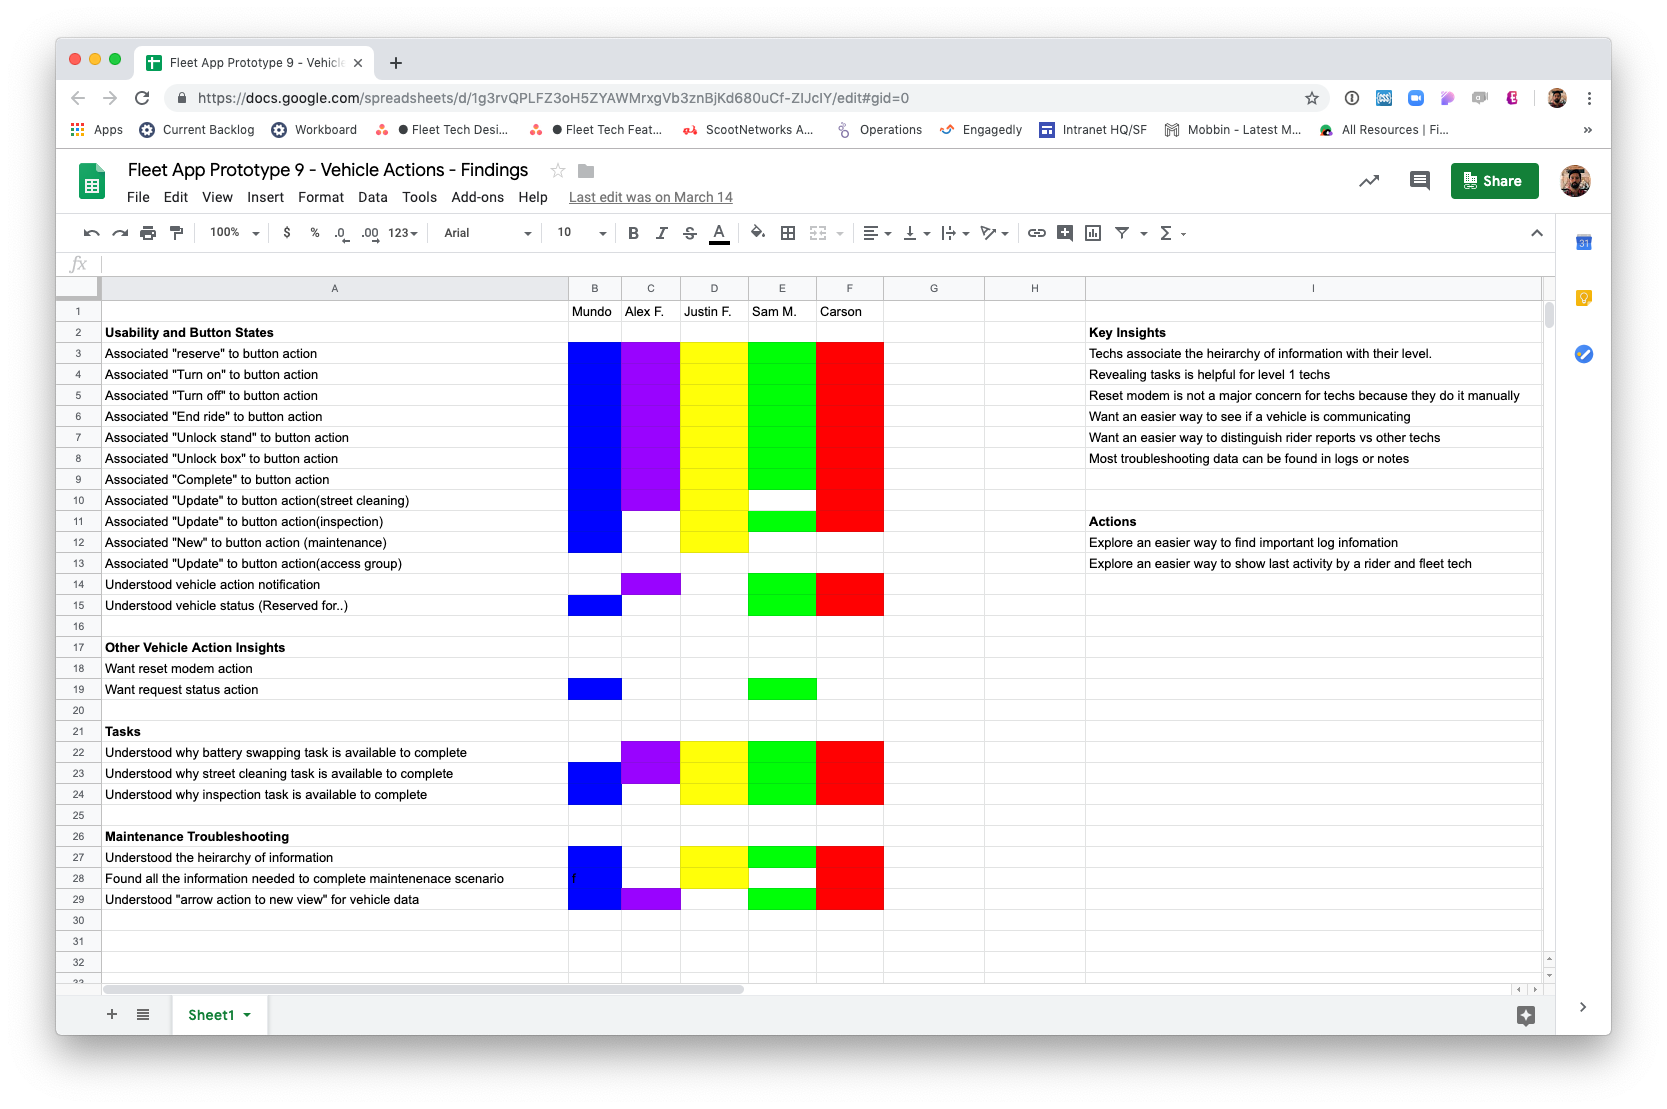 Fleet App Prototype 9 - Vehicle
https://docs.google.com/spreadsheets/d/1g3rvQPLFZ3oH5ZYAWMrxgVb3znBjKd680uCf-ZIJcIY/edit#gid=0
Apps Current Backlog Workboard Fleet Tech Desi... Fleet Tech Feat... ScootNetworks A... Operations Engagedly Intranet HQ/SF Mobbin - Latest M... All Resources | Fi... »
Fleet App Prototype 9 - Vehicle Actions - Findings
File Edit View Insert Format Data Tools Add-ons Help Last edit was on March 14
Share
100% $ % .0 .00 123 Arial 10 B I S A Σ
31
fx
A B C D E F G H I
1 Mundo Alex F. Justin F. Sam M. Carson
2 Usability and Button States Key Insights
3 Associated "reserve" to button action Techs associate the heirarchy of information with their level.
4 Associated "Turn on" to button action Revealing tasks is helpful for level 1 techs
5 Associated "Turn off" to button action Reset modem is not a major concern for techs because they do it manually
6 Associated "End ride" to button action Want an easier way to see if a vehicle is communicating
7 Associated "Unlock stand" to button action Want an easier way to distinguish rider reports vs other techs
8 Associated "Unlock box" to button action Most troubleshooting data can be found in logs or notes
9 Associated "Complete" to button action
10 Associated "Update" to button action(street cleaning)
11 Associated "Update" to button action(inspection) Actions
12 Associated "New" to button action (maintenance) Explore an easier way to find important log infomation
13 Associated "Update" to button action(access group) Explore an easier way to show last activity by a rider and fleet tech
14 Understood vehicle action notification
15 Understood vehicle status (Reserved for..)
16
17 Other Vehicle Action Insights
18 Want reset modem action
19 Want request status action
20
21 Tasks
22 Understood why battery swapping task is available to complete
23 Understood why street cleaning task is available to complete
24 Understood why inspection task is available to complete
25
26 Maintenance Troubleshooting
27 Understood the heirarchy of information
28 Found all the information needed to complete maintenenace scenario
29 Understood "arrow action to new view" for vehicle data
30
31
32
33
Sheet1